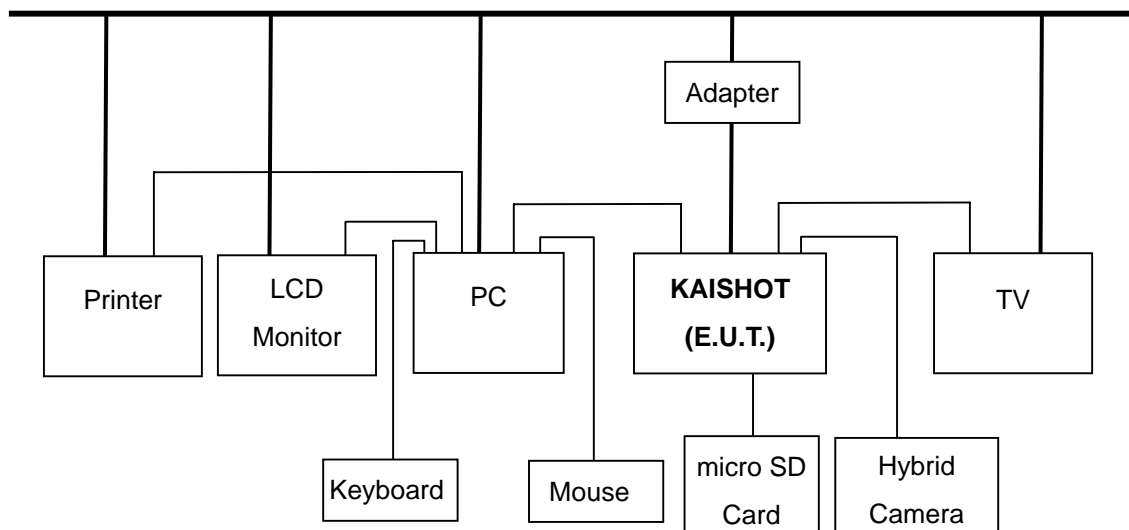 Adapter
Printer
LCD
Monitor
PC
KAISHOT
(E.U.T.)
TV
Keyboard
Mouse
micro SD
Card
Hybrid
Camera